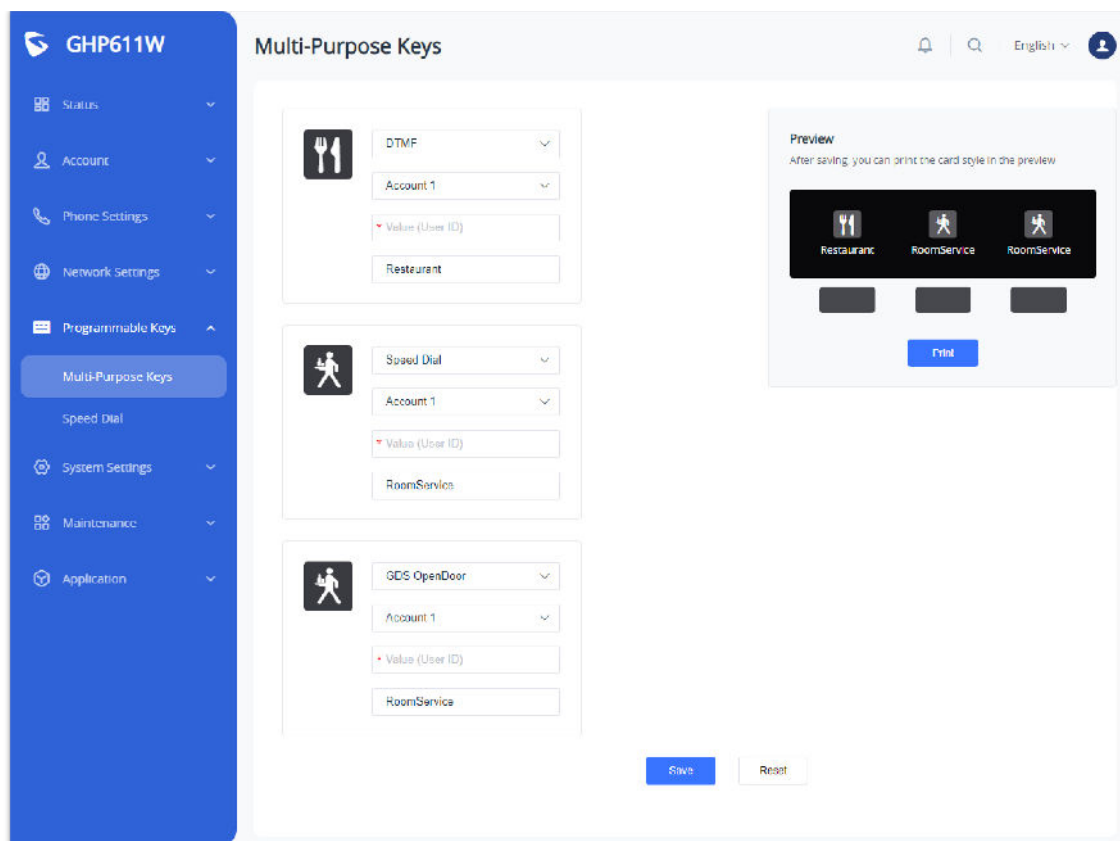 GHP611W
Multi-Purpose Keys
English
Status
Account
Phone Settings
Network Settings
Programmable Keys
Multi-Purpose Keys
Speed Dial
System Settings
Maintenance
Application
DTMF
Account 1
* Value (User ID)
Restaurant
Speed Dial
Account 1
* Value (User ID)
RoomService
GDS OpenDoor
Account 1
* Value (User ID)
RoomService
Preview
After saving, you can print the card style in the preview
Restaurant RoomService RoomService
Print
Save Reset